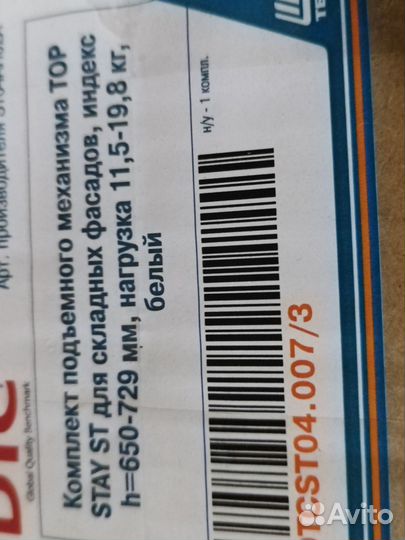 Арт. производителя
Комплект подъемного механизма TOP
STAY ST для складных фасадов, индекс
h=650-729 мм, нагрузка 11,5-19,8 кг,
белый
Global Quality Benchmark
н/у - 1 компл.
CST04.007/3
Avito